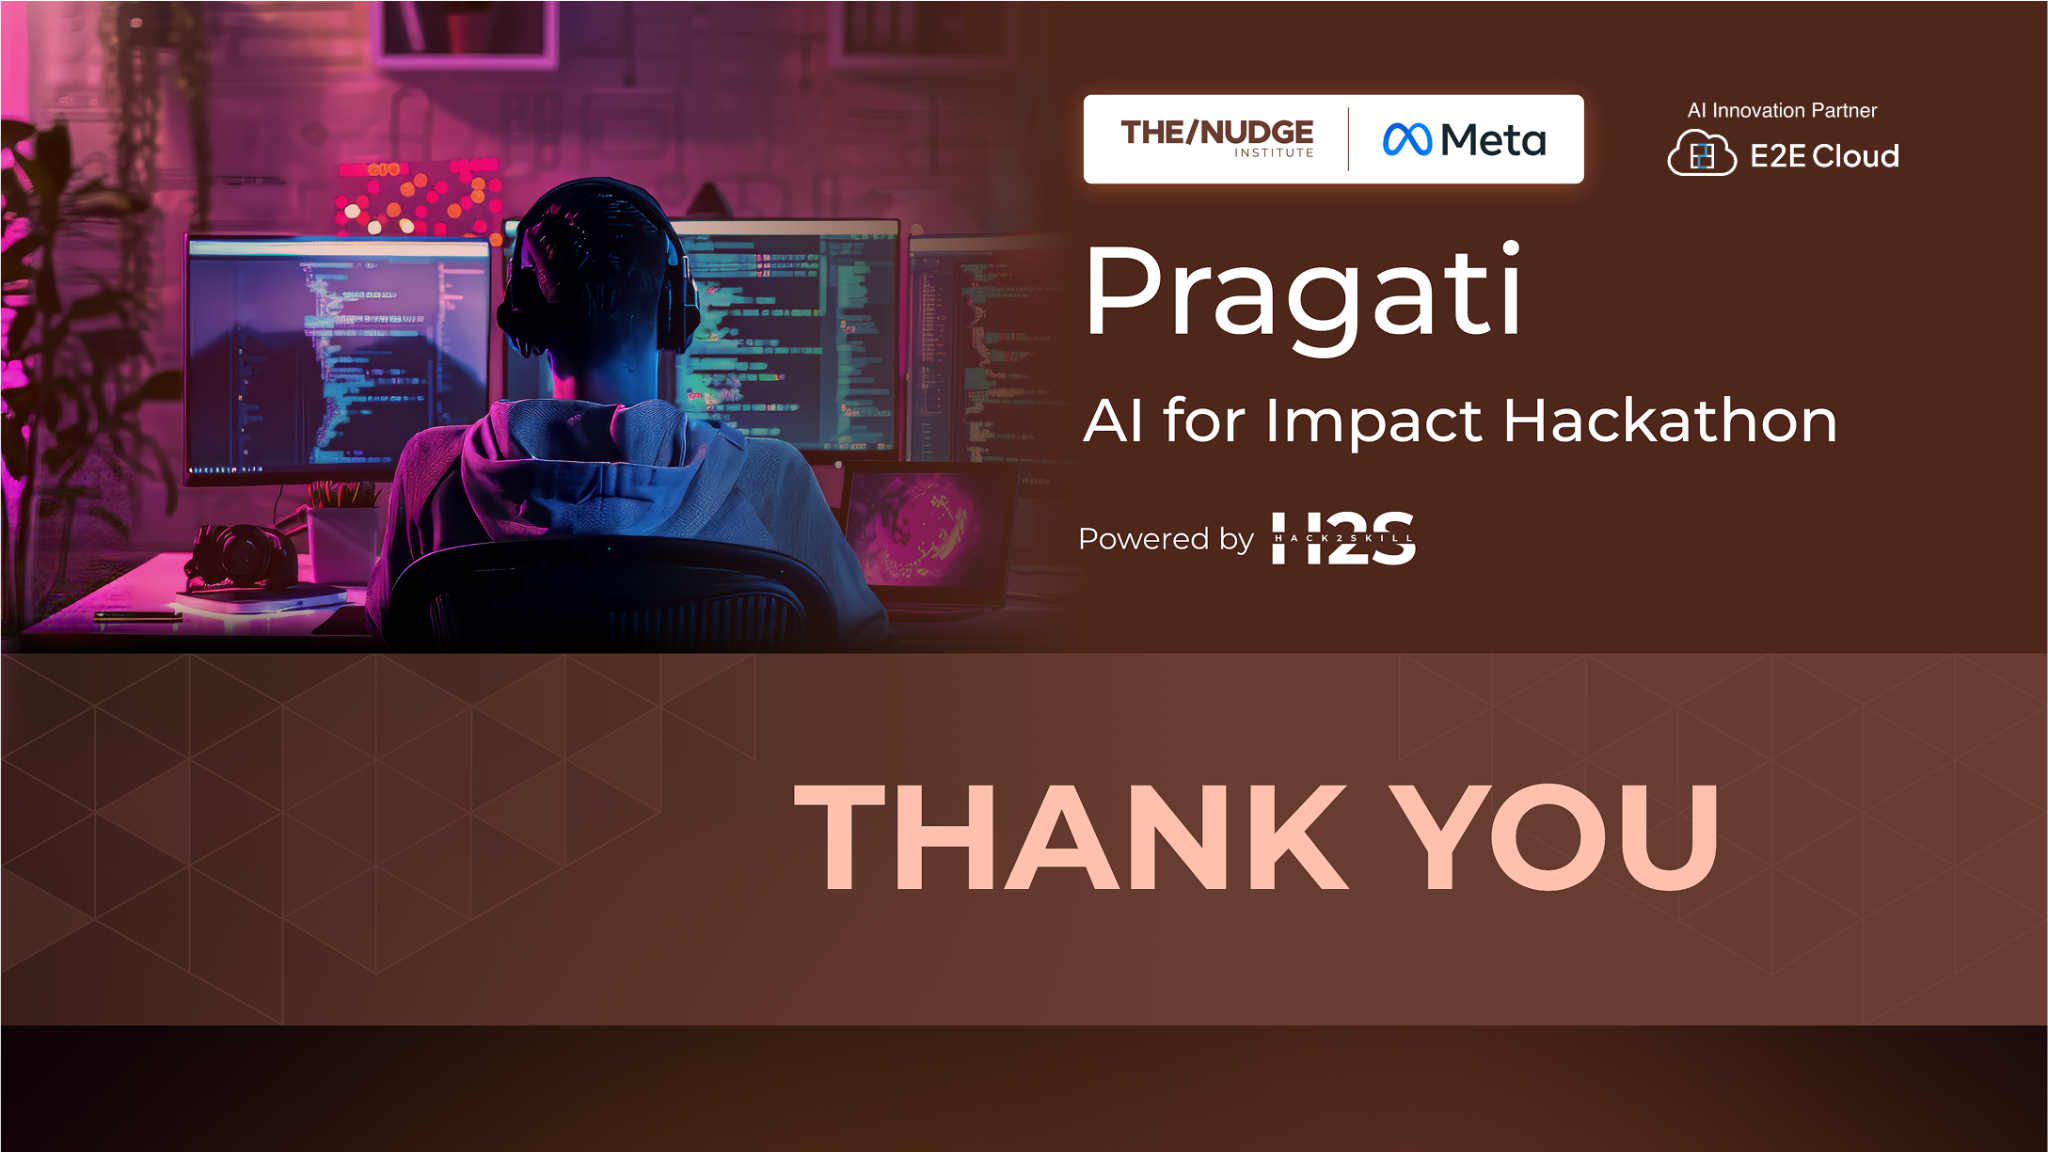 THE/NUDGE
INSTITUTE
Meta
AI Innovation Partner
E2E Cloud
Pragati
AI for Impact Hackathon
Powered by H2S
HACK2SKILL
THANK YOU